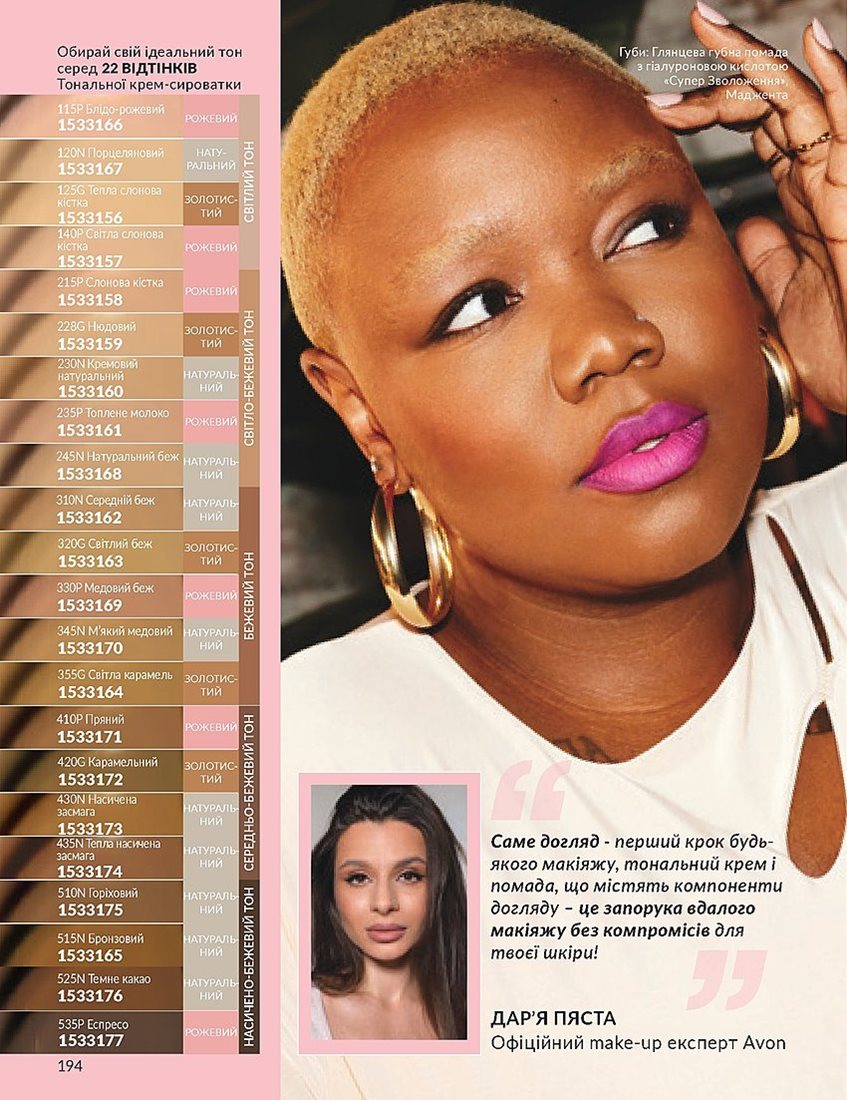 Обирай свій ідеальний тон
серед 22 ВІДТІНКІВ
Тональної крем-сироватки
115P Блідо-рожевий
1533166
РОЖЕВИЙ
120N Порцеляновий
1533167
НАТУ-
РАЛЬНИЙ
125G Тепла слонова
кістка
1533156
ЗОЛОТИС-
ТИЙ
140P Світла слонова
кістка
1533157
РОЖЕВИЙ
СВІТЛИЙ ТОН
215P Слонова кістка
1533158
РОЖЕВИЙ
228G Нюдовий
1533159
ЗОЛОТИС-
ТИЙ
230N Кремовий
натуральний
1533160
НАТУРАЛЬ-
НИЙ
235P Топлене молоко
1533161
РОЖЕВИЙ
245N Натуральний беж
1533168
НАТУРАЛЬ-
НИЙ
СВІТЛО-БЕЖЕВИЙ ТОН
310N Середній беж
1533162
НАТУРАЛЬ-
НИЙ
320G Світлий беж
1533163
ЗОЛОТИС-
ТИЙ
330P Медовий беж
1533169
РОЖЕВИЙ
345N М'який медовий
1533170
НАТУРАЛЬ-
НИЙ
355G Світла карамель
1533164
ЗОЛОТИС-
ТИЙ
БЕЖЕВИЙ ТОН
410P Пряний
1533171
РОЖЕВИЙ
420G Карамельний
1533172
ЗОЛОТИС-
ТИЙ
430N Насичена
засмага
1533173
НАТУРАЛЬ-
НИЙ
435N Тепла насичена
засмага
1533174
НАТУРАЛЬ-
НИЙ
СЕРЕДНЬО-БЕЖЕВИЙ ТОН
510N Горіховий
1533175
НАТУРАЛЬ-
НИЙ
515N Бронзовий
1533165
НАТУРАЛЬ-
НИЙ
525N Темне какао
1533176
НАТУРАЛЬ-
НИЙ
535P Еспресо
1533177
РОЖЕВИЙ
НАСИЧЕНО-БЕЖЕВИЙ ТОН
194
Губи: Глянцева губна помада
з гіалуроновою кислотою
«Супер Зволоження»,
Маджента
Саме догляд - перший крок будь-
якого макіяжу, тональний крем і
помада, що містять компоненти
догляду – це запорука вдалого
макіяжу без компромісів для
твоєї шкіри!
ДАР’Я ПЯСТА
Офіційний make-up експерт Avon